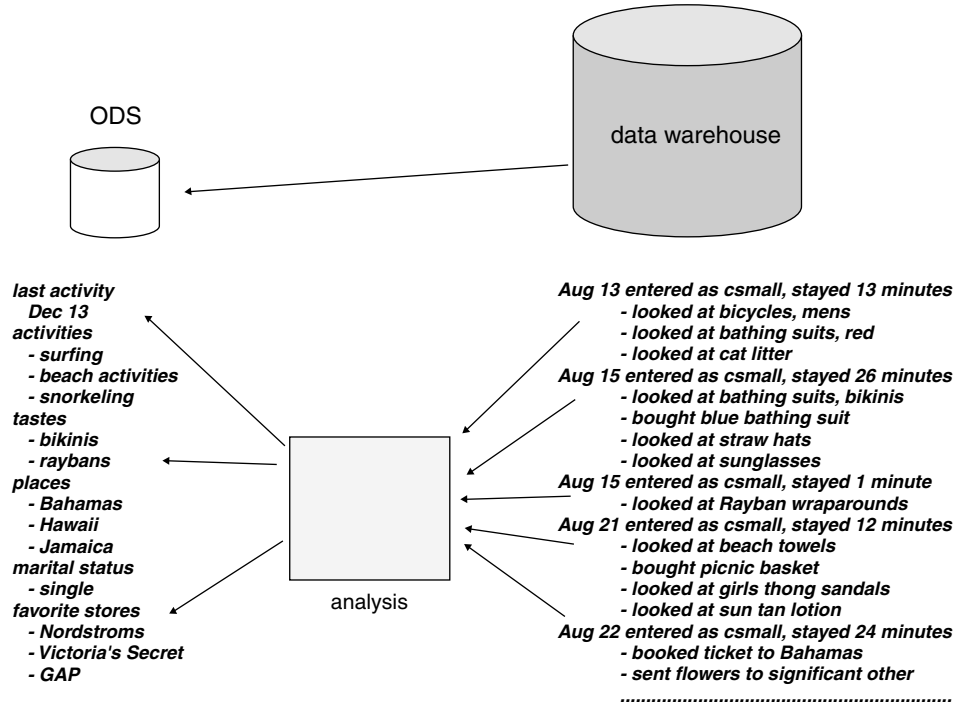 ODS
data warehouse
last activity
Dec 13
activities
- surfing
- beach activities
- snorkeling
tastes
- bikinis
- raybans
places
- Bahamas
- Hawaii
- Jamaica
marital status
- single
favorite stores
- Nordstroms
- Victoria's Secret
- GAP
analysis
Aug 13 entered as csmall, stayed 13 minutes
- looked at bicycles, mens
- looked at bathing suits, red
- looked at cat litter
Aug 15 entered as csmall, stayed 26 minutes
- looked at bathing suits, bikinis
- bought blue bathing suit
- looked at straw hats
- looked at sunglasses
Aug 15 entered as csmall, stayed 1 minute
- looked at Rayban wraparounds
Aug 21 entered as csmall, stayed 12 minutes
- looked at beach towels
- bought picnic basket
- looked at girls thong sandals
- looked at sun tan lotion
Aug 22 entered as csmall, stayed 24 minutes
- booked ticket to Bahamas
- sent flowers to significant other
................................................................